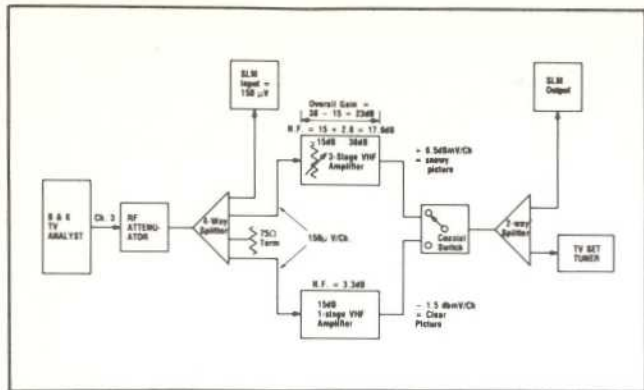 SLM
Input =
150 µV
Overall Gain =
38 - 15 = 23dB
N.F. = 15 + 2.8 = 17.8dB
15dB 38dB
3-Stage VHF
Amplifier
+ 6.5dBmV/Ch
= snowy
picture
SLM
Output
B & K
TV
ANALYST
Ch. 3
RF
ATTENU-
ATOR
Splitter
75Ω
Term
150µ V/Ch.
Coaxial
Switch
2-way
Splitter
TV SET
TUNER
N.F. = 3.3dB
15dB
1-stage VHF
Amplifier
- 1.5 dbmV/Ch
= Clear
Picture